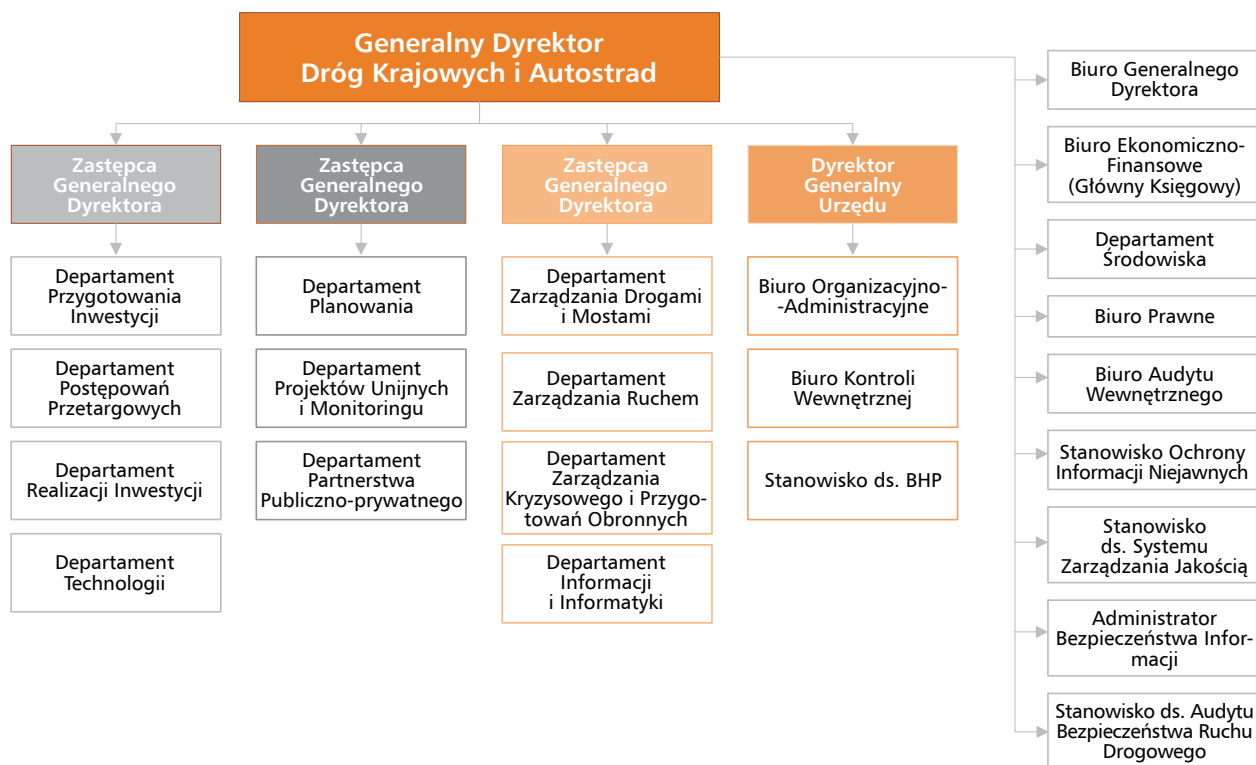 Generalny Dyrektor
Dróg Krajowych i Autostrad
Zastępca
Generalnego
Dyrektora
Departament
Przygotowania
Inwestycji
Departament
Postępowań
Przetargowych
Departament
Realizacji Inwestycji
Departament
Technologii
Zastępca
Generalnego
Dyrektora
Departament
Planowania
Departament
Projektów Unijnych
i Monitoringu
Departament
Partnerstwa
Publiczno-prywatnego
Zastępca
Generalnego
Dyrektora
Departament
Zarządzania Drogami
i Mostami
Departament
Zarządzania Ruchem
Departament
Zarządzania
Kryzysowego i Przygo-
towań Obronnych
Departament
Informacji
i Informatyki
Dyrektor
Generalny
Urzędu
Biuro Organizacyjno-
-Administracyjne
Biuro Kontroli
Wewnętrznej
Stanowisko ds. BHP
Biuro Generalnego
Dyrektora
Biuro Ekonomiczno-
Finansowe
(Główny Księgowy)
Departament
Środowiska
Biuro Prawne
Biuro Audytu
Wewnętrznego
Stanowisko Ochrony
Informacji Niejawnych
Stanowisko
ds. Systemu
Zarządzania Jakością
Administrator
Bezpieczeństwa Infor-
macji
Stanowisko ds. Audytu
Bezpieczeństwa Ruchu
Drogowego